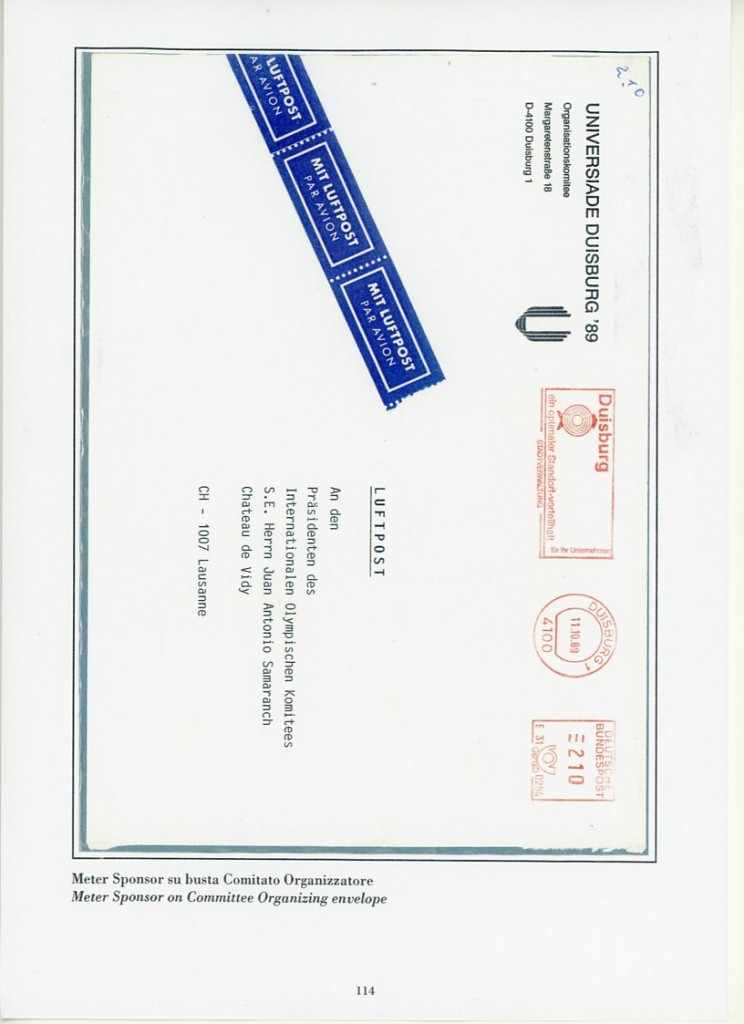 2,10
UNIVERSIADE DUISBURG '89
Organisationskomitee
Margaretenstraße 18
D-4100 Duisburg 1
Duisburg
ein optimaler Standort-vorteilhaft
STADTVERWALTUNG
für Ihr Unternehmen
DUISBURG 1
11.10.89
4100
DEUTSCHE
BUNDESPOST
=210
E 31
LUFTPOST
AR AVION
MIT LUFTPOST
PAR AVION
MIT LUFTPOST
PAR AVION
LUFTPOST
An den
Präsidenten des
Internationalen Olympischen Komitees
S.E. Herrn Juan Antonio Samaranch
Chateau de Vidy
CH - 1007 Lausanne
Meter Sponsor su busta Comitato Organizzatore
Meter Sponsor on Committee Organizing envelope
114